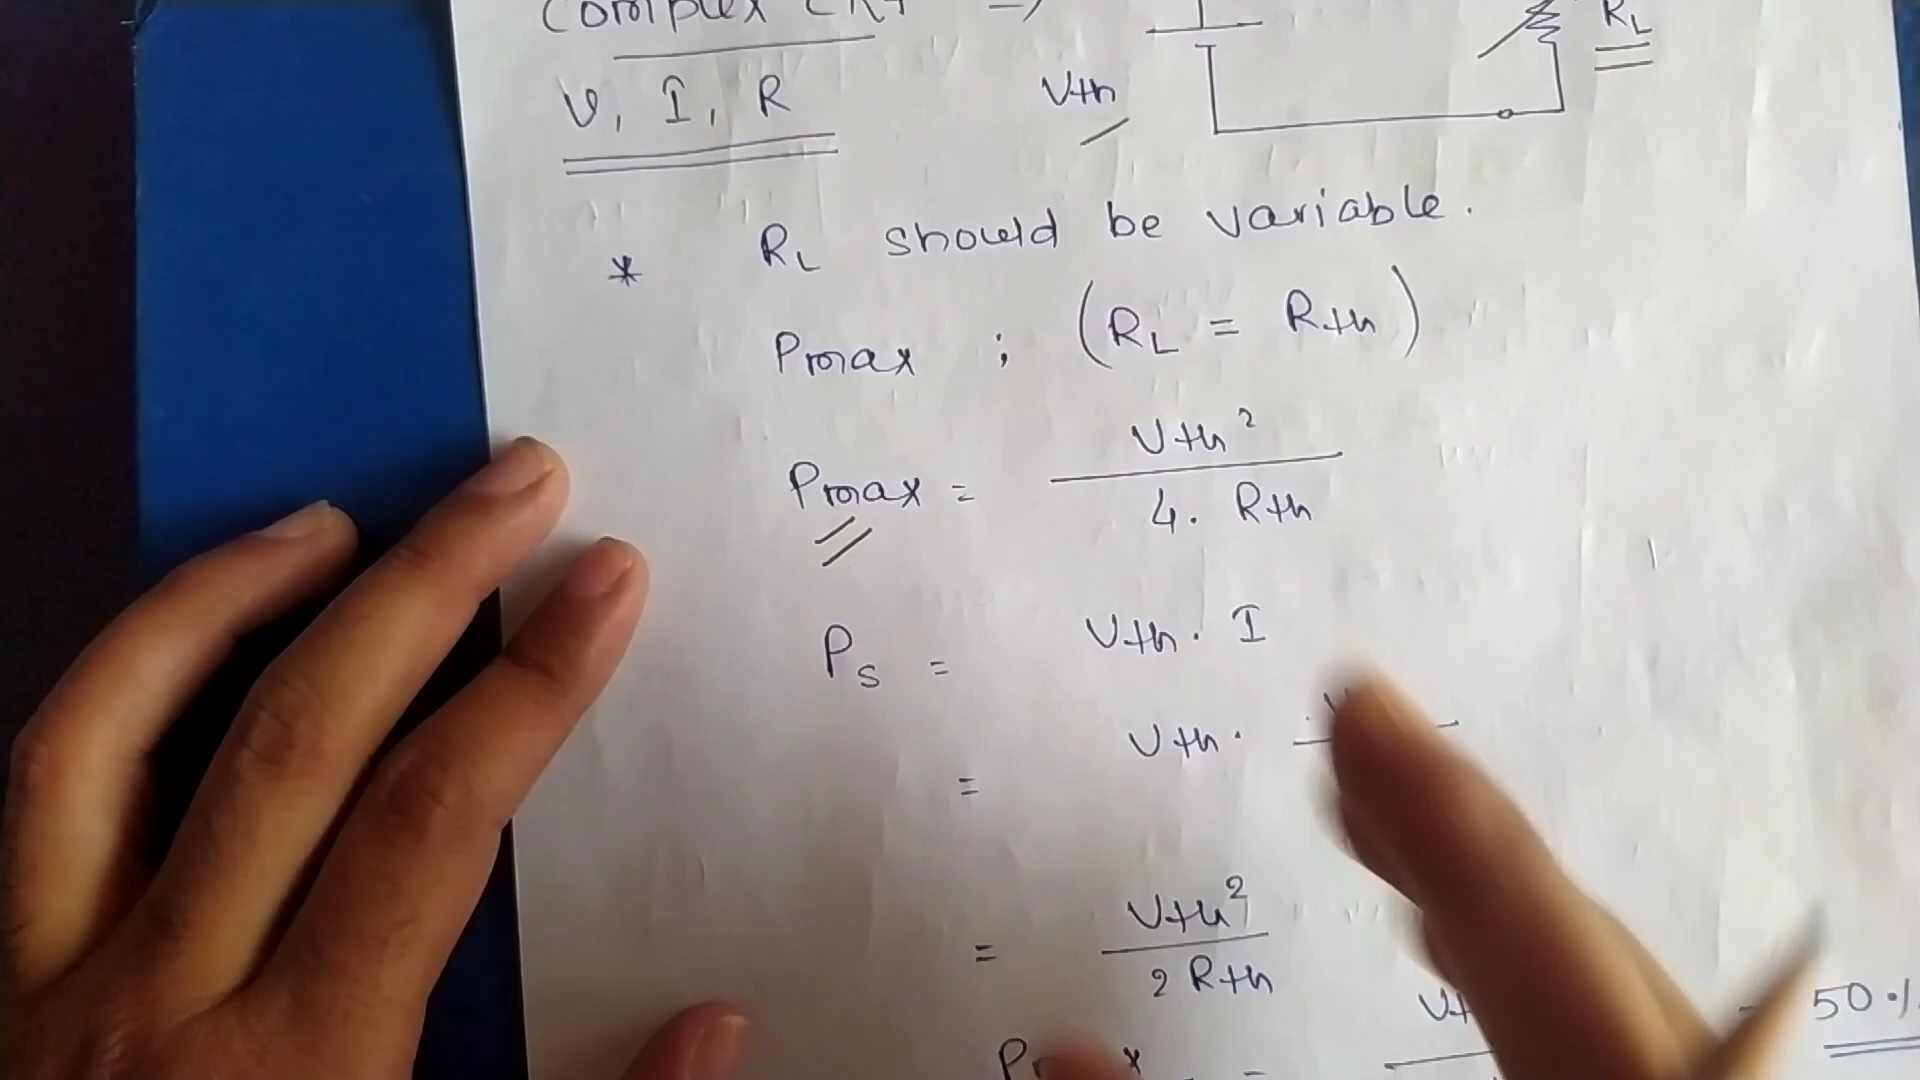 Complex CKT ⇒ RL
V, I, R
Vth
* RL should be variable.
Pmax ; (RL = Rth)
Pmax = Vth² / 4. Rth
Ps = Vth . I
= Vth .
= Vth² / 2 Rth
50 %